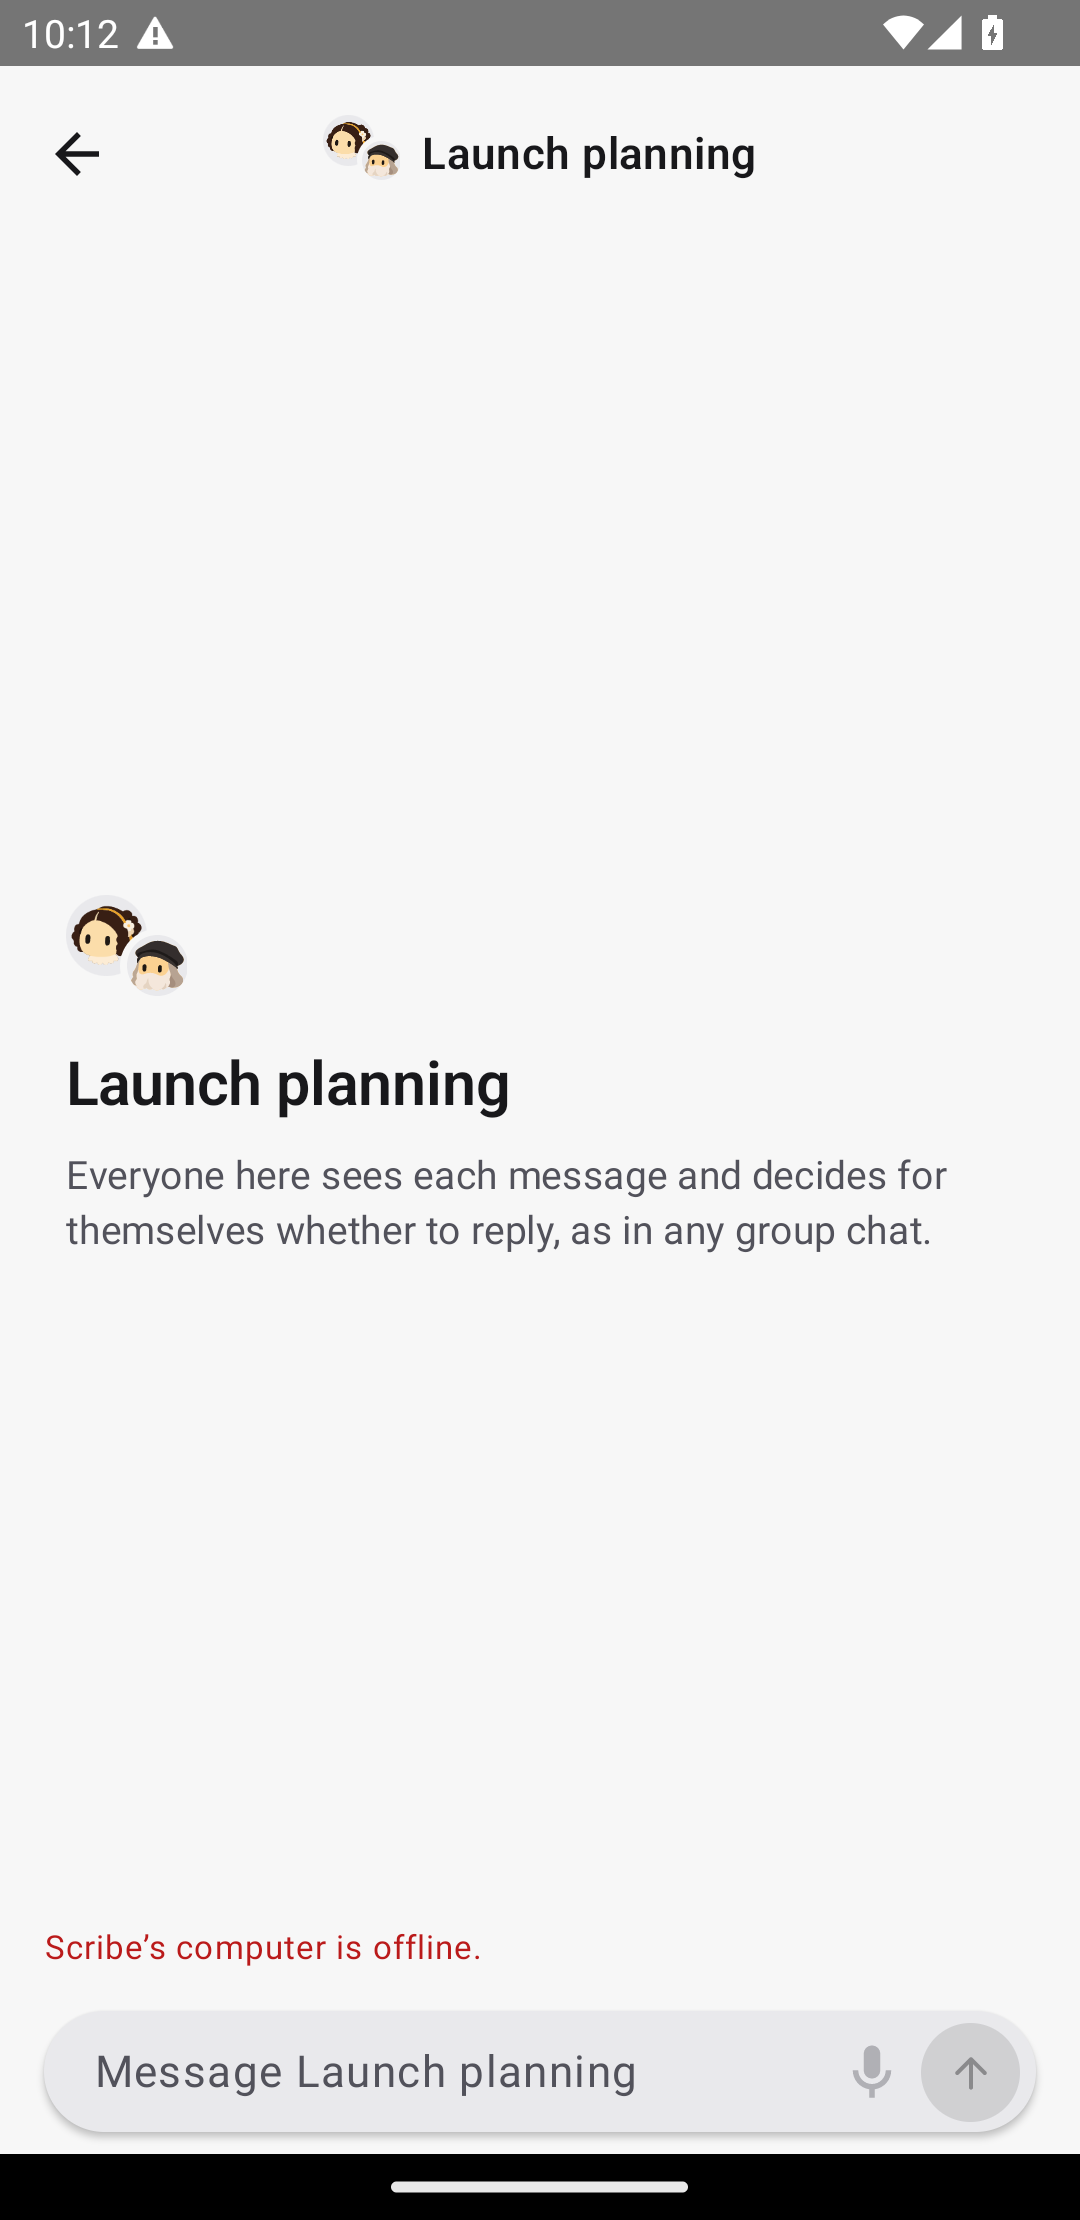 10:12
Launch planning
Launch planning
Everyone here sees each message and decides for
themselves whether to reply, as in any group chat.
Scribe’s computer is offline.
Message Launch planning